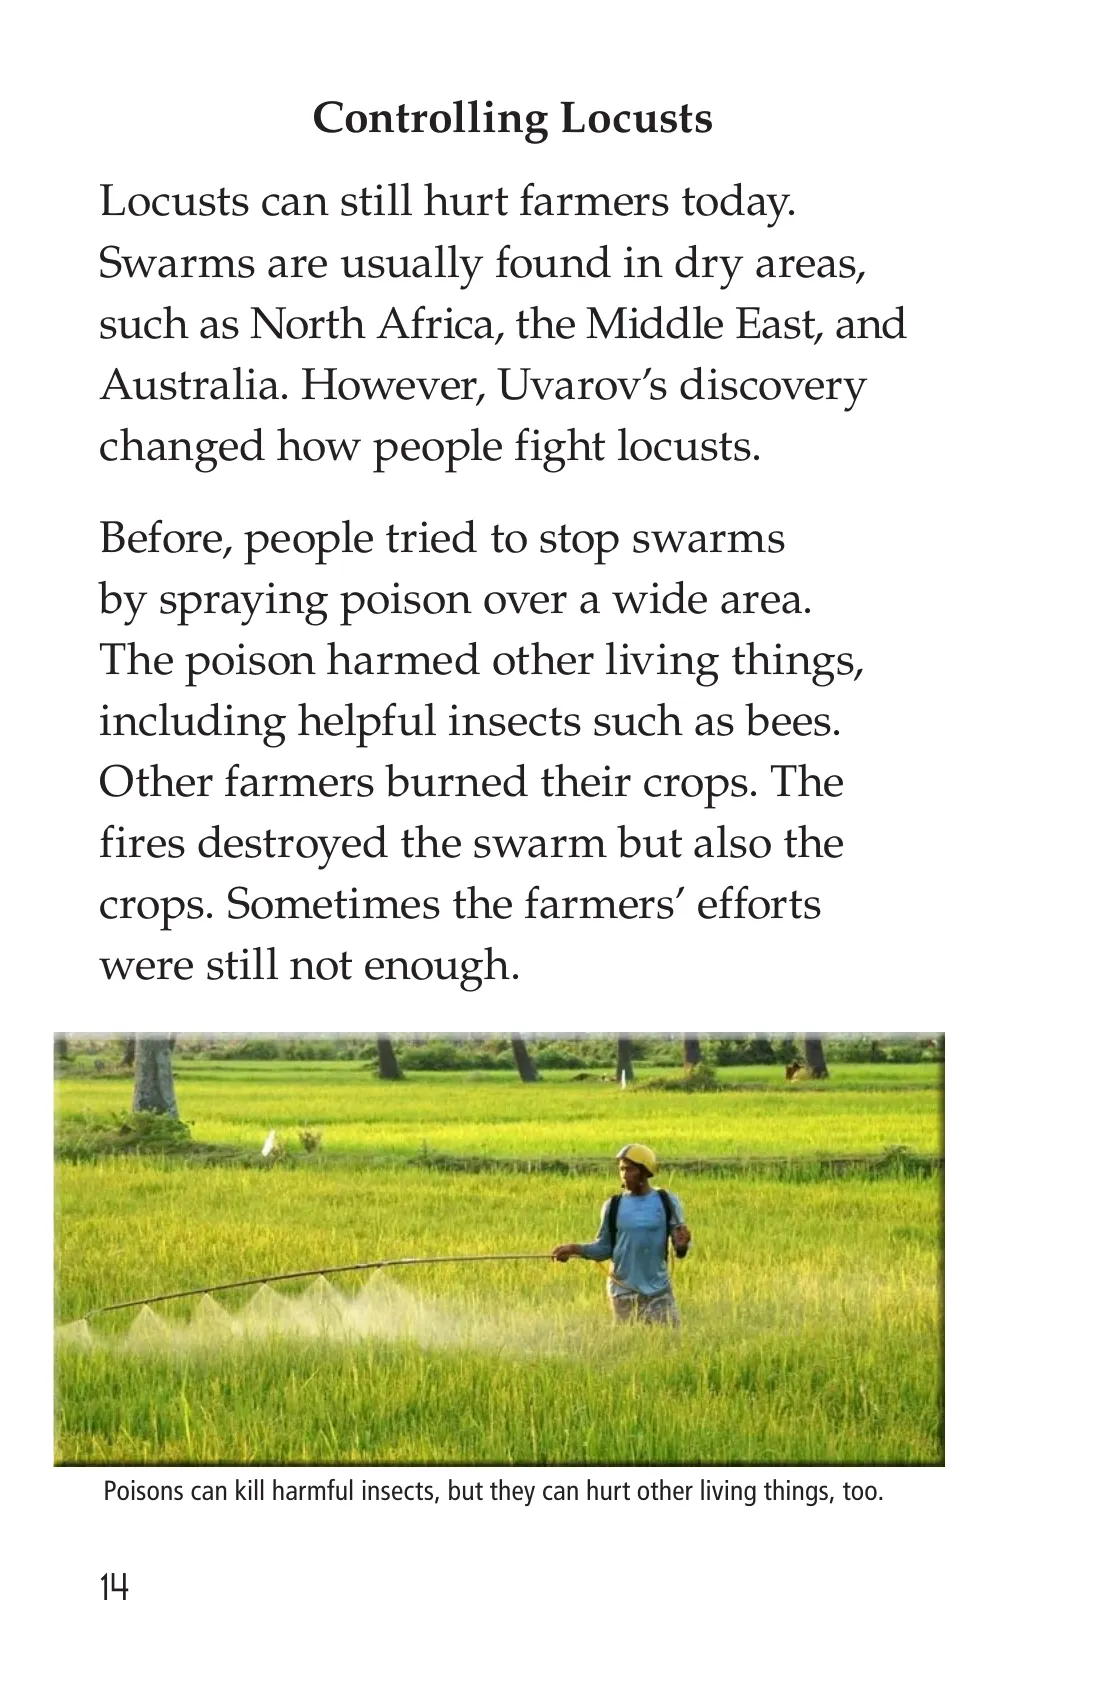 Controlling Locusts
Locusts can still hurt farmers today.
Swarms are usually found in dry areas,
such as North Africa, the Middle East, and
Australia. However, Uvarov’s discovery
changed how people fight locusts.
Before, people tried to stop swarms
by spraying poison over a wide area.
The poison harmed other living things,
including helpful insects such as bees.
Other farmers burned their crops. The
fires destroyed the swarm but also the
crops. Sometimes the farmers’ efforts
were still not enough.
Poisons can kill harmful insects, but they can hurt other living things, too.
14